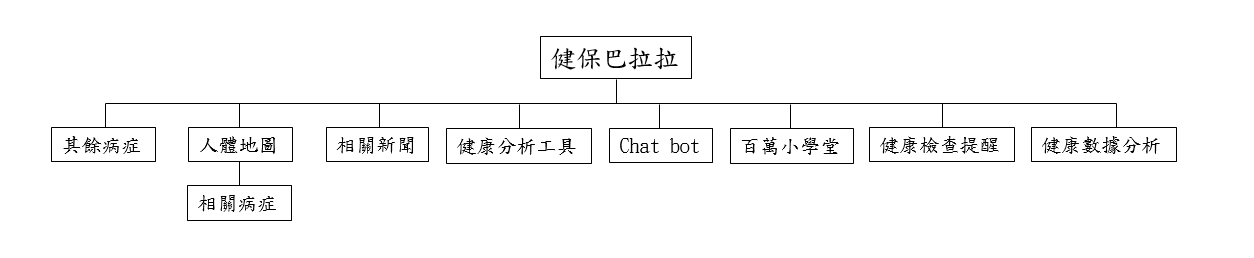 健保巴拉拉
其餘病症
人體地圖
相關新聞
健康分析工具
Chat bot
百萬小學堂
健康檢查提醒
健康數據分析
相關病症